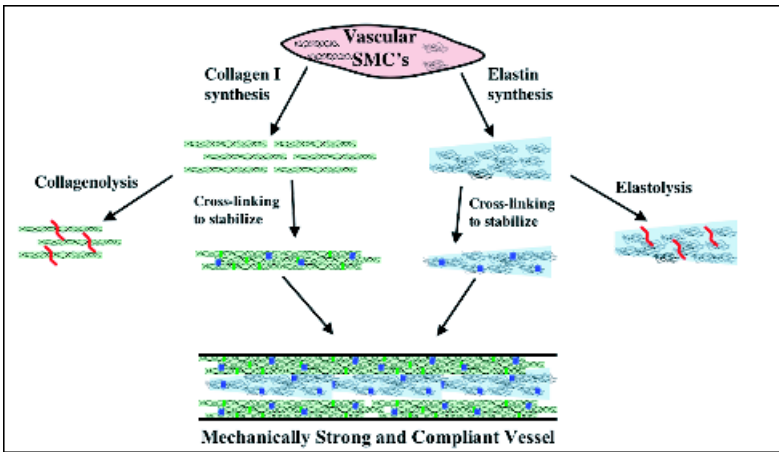 Vascular
SMC's
Collagen I
synthesis
Elastin
synthesis
Collagenolysis
Cross-linking
to stabilize
Cross-linking
to stabilize
Elastolysis
Mechanically Strong and Compliant Vessel